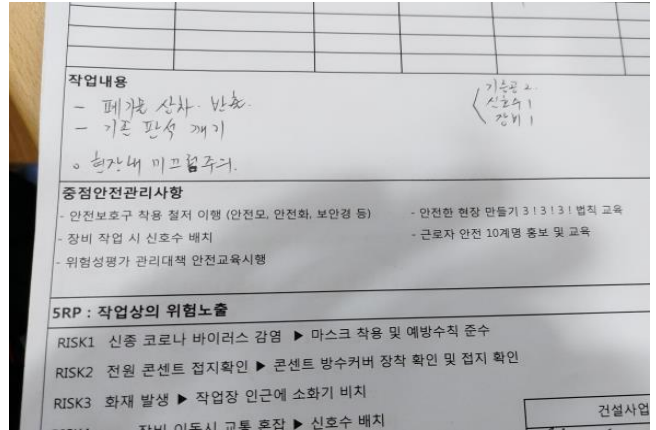 작업내용
- 폐기물 상차. 반출.
- 기존 판석 깨기
○ 현장내 미끄럼주의.
기능공 2
신호수 1
장비 1
중점안전관리사항
- 안전보호구 착용 철저 이행 (안전모, 안전화, 보안경 등)
- 안전한 현장 만들기 3 ! 3 ! 3 ! 법칙 교육
- 장비 작업 시 신호수 배치
- 근로자 안전 10계명 홍보 및 교육
- 위험성평가 관리대책 안전교육시행
5RP : 작업상의 위험노출
RISK1 신종 코로나 바이러스 감염 ▶ 마스크 착용 및 예방수칙 준수
RISK2 전원 콘센트 접지확인 ▶ 콘센트 방수커버 장착 확인 및 접지 확인
RISK3 화재 발생 ▶ 작업장 인근에 소화기 비치
장비 이동시 교통 혼잡 ▶ 신호수 배치
건설사업